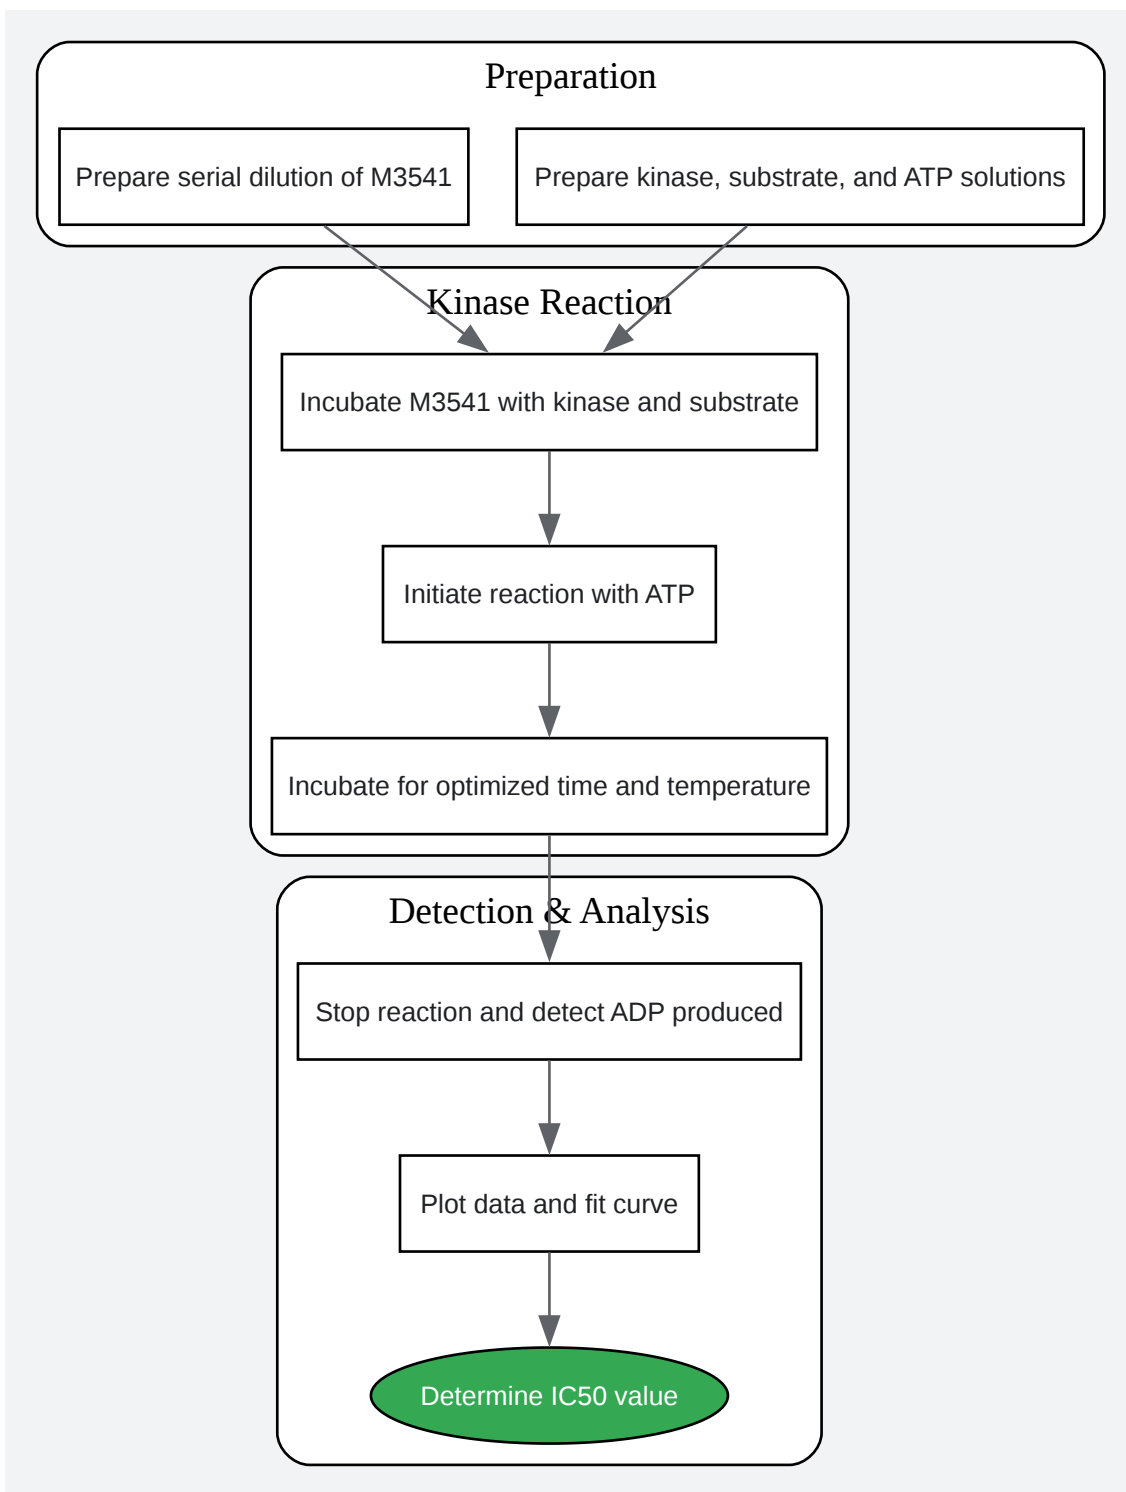 Preparation
Prepare serial dilution of M3541
Prepare kinase, substrate, and ATP solutions
Kinase Reaction
Incubate M3541 with kinase and substrate
Initiate reaction with ATP
Incubate for optimized time and temperature
Detection & Analysis
Stop reaction and detect ADP produced
Plot data and fit curve
Determine IC50 value